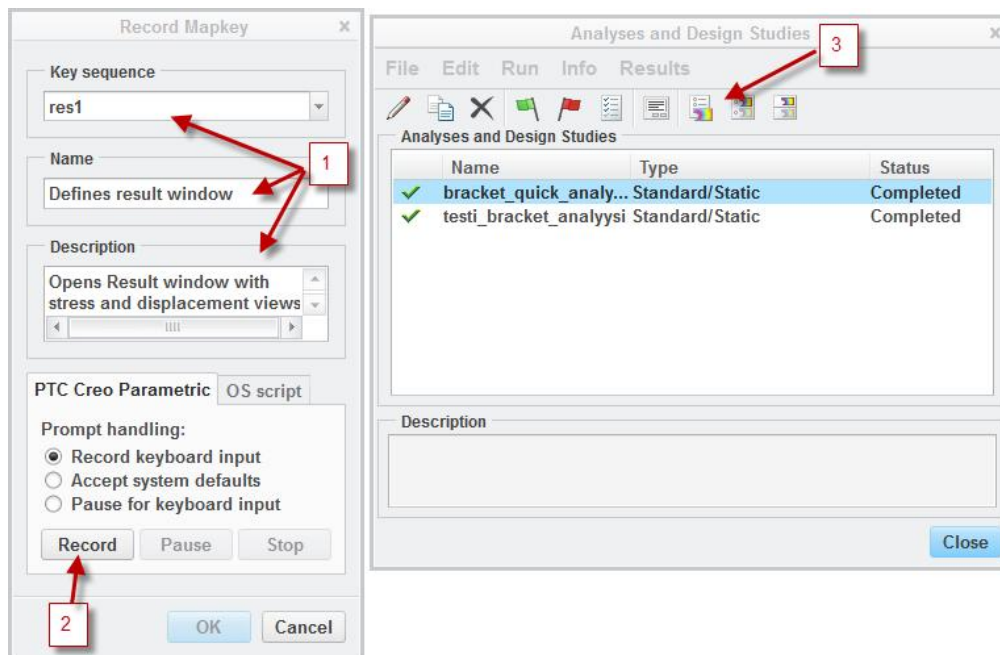 Record Mapkey
Key sequence
res1
Name
1
Defines result window
Description
Opens Result window with
stress and displacement views
PTC Creo Parametric OS script
Prompt handling:
Record keyboard input
Accept system defaults
Pause for keyboard input
Record Pause Stop
2
OK Cancel
Analyses and Design Studies
3
File Edit Run Info Results
Analyses and Design Studies
Name Type Status
bracket_quick_analy... Standard/Static Completed
testi_bracket_analyysi Standard/Static Completed
Description
Close